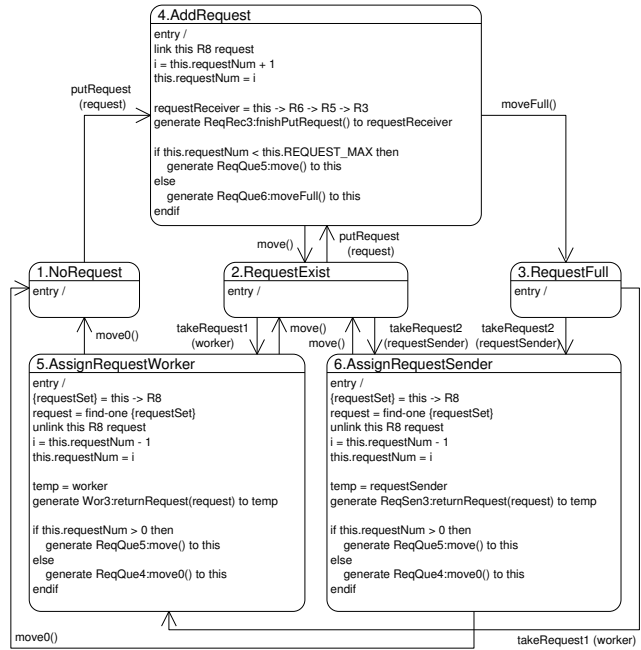 4.AddRequest
entry /
link this R8 request
i = this.requestNum + 1
this.requestNum = i
requestReceiver = this -> R6 -> R5 -> R3
generate ReqRec3:fnishPutRequest() to requestReceiver
if this.requestNum < this.REQUEST_MAX then
generate ReqQue5:move() to this
else
generate ReqQue6:moveFull() to this
endif
putRequest
(request)
moveFull()
move()
putRequest
(request)
1.NoRequest
entry /
2.RequestExist
entry /
3.RequestFull
entry /
move0()
takeRequest1
(worker)
move()
move()
takeRequest2
(requestSender)
takeRequest2
(requestSender)
5.AssignRequestWorker
entry /
{requestSet} = this -> R8
request = find-one {requestSet}
unlink this R8 request
i = this.requestNum - 1
this.requestNum = i
temp = worker
generate Wor3:returnRequest(request) to temp
if this.requestNum > 0 then
generate ReqQue5:move() to this
else
generate ReqQue4:move0() to this
endif
6.AssignRequestSender
entry /
{requestSet} = this -> R8
request = find-one {requestSet}
unlink this R8 request
i = this.requestNum - 1
this.requestNum = i
temp = requestSender
generate ReqSen3:returnRequest(request) to temp
if this.requestNum > 0 then
generate ReqQue5:move() to this
else
generate ReqQue4:move0() to this
endif
move0()
takeRequest1 (worker)